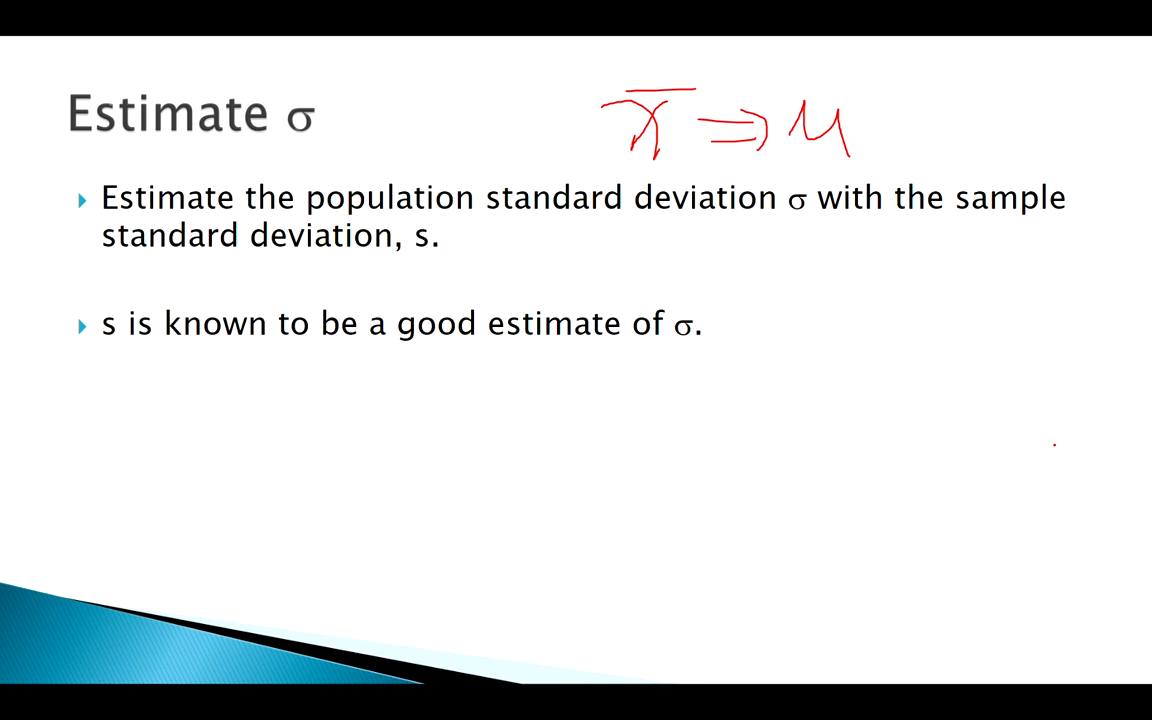 Estimate σ
x̄ ⇒ μ
Estimate the population standard deviation σ with the sample
standard deviation, s.
s is known to be a good estimate of σ.